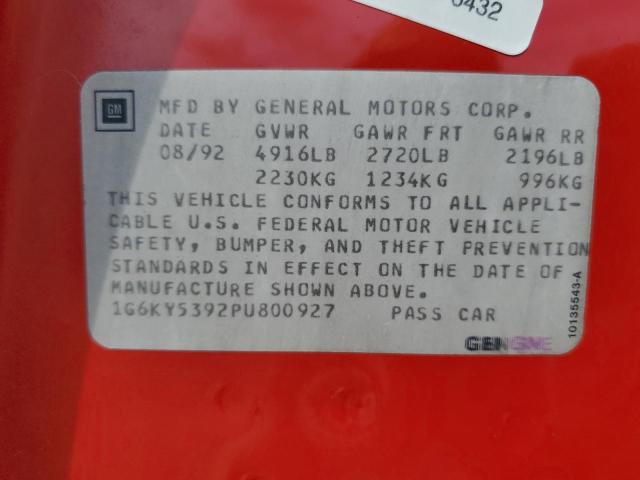 0432
GM
MFD BY GENERAL MOTORS CORP.
DATE GVWR GAWR FRT GAWR RR
08/92 4916LB 2720LB 2196LB
2230KG 1234KG 996KG
THIS VEHICLE CONFORMS TO ALL APPLI-
CABLE U.S. FEDERAL MOTOR VEHICLE
SAFETY, BUMPER, AND THEFT PREVENTION
STANDARDS IN EFFECT ON THE DATE OF
MANUFACTURE SHOWN ABOVE.
1G6KY5392PU800927 PASS CAR
GENGME
10135543-A